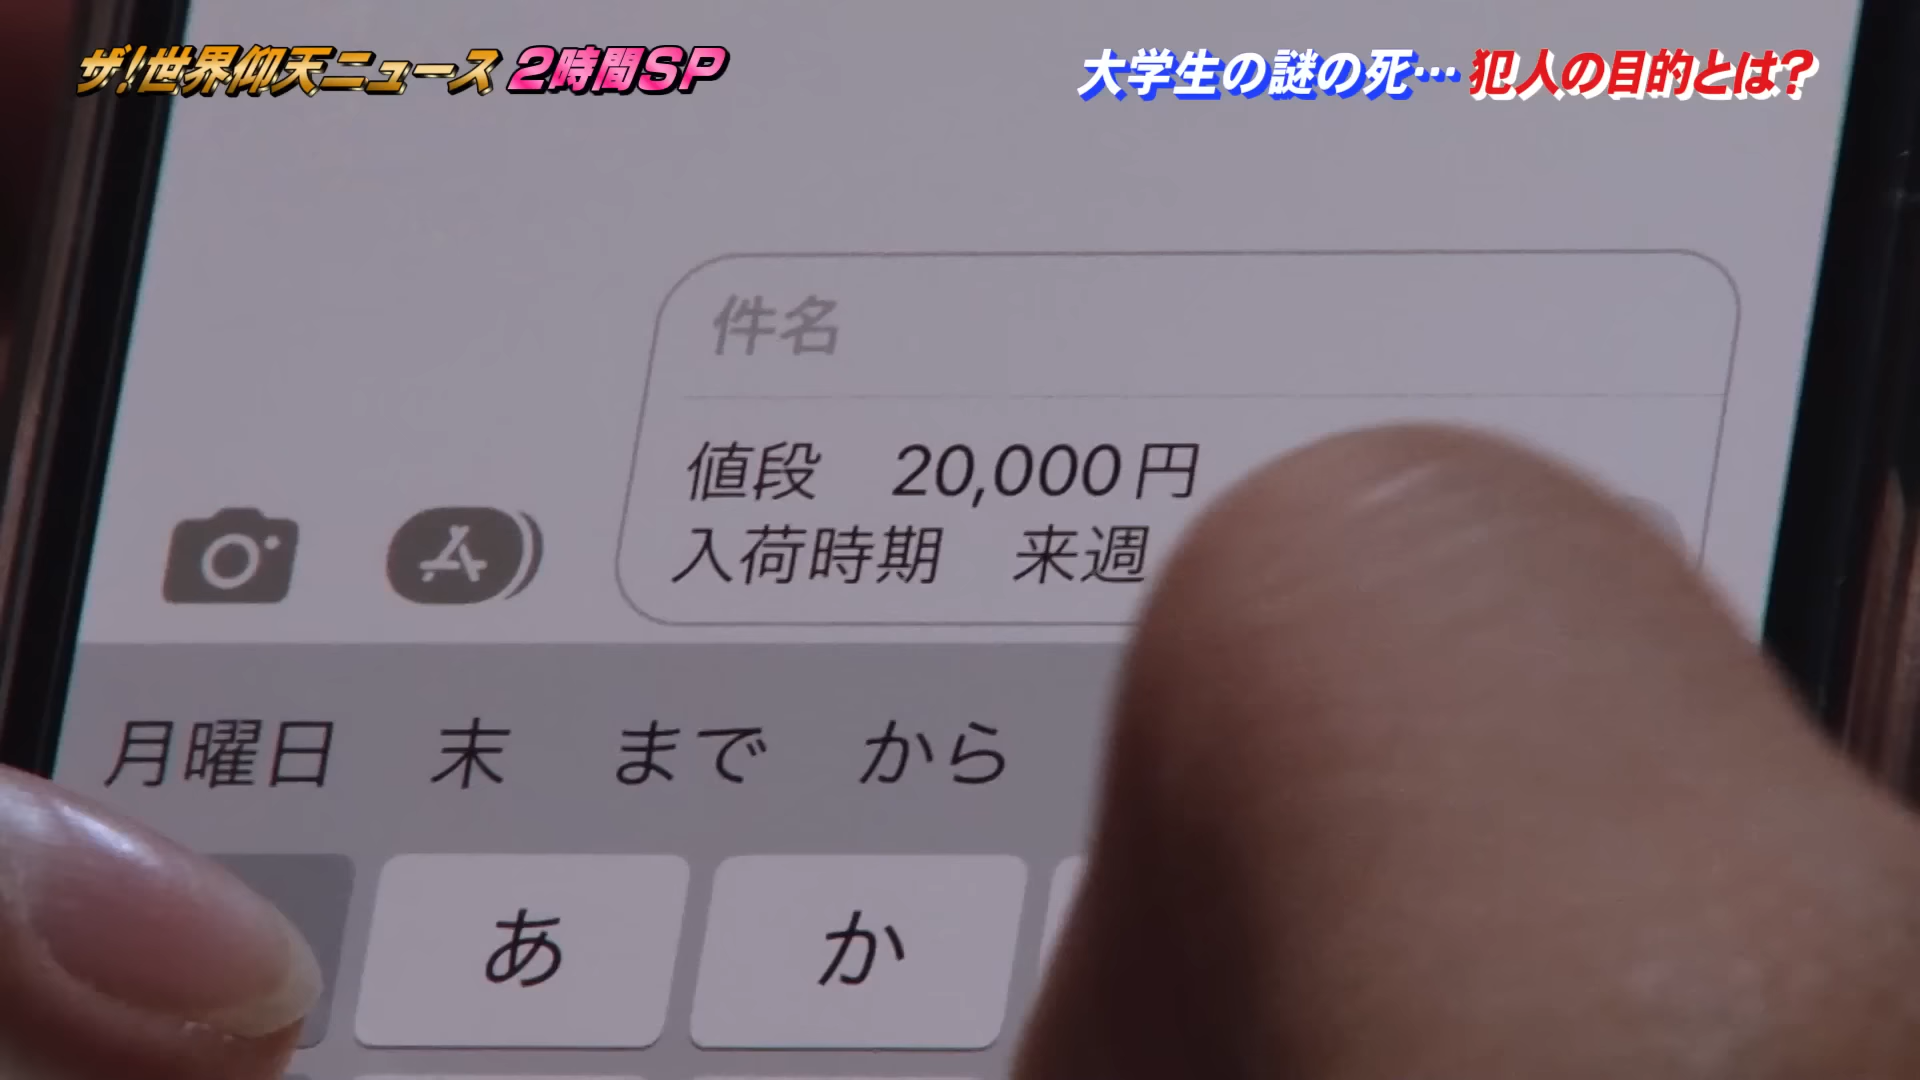 ザ!世界仰天ニュース 2時間SP
大学生の謎の死… 犯人の目的とは?
件名
値段 20,000円
入荷時期 来週
月曜日 末 まで から
あ か